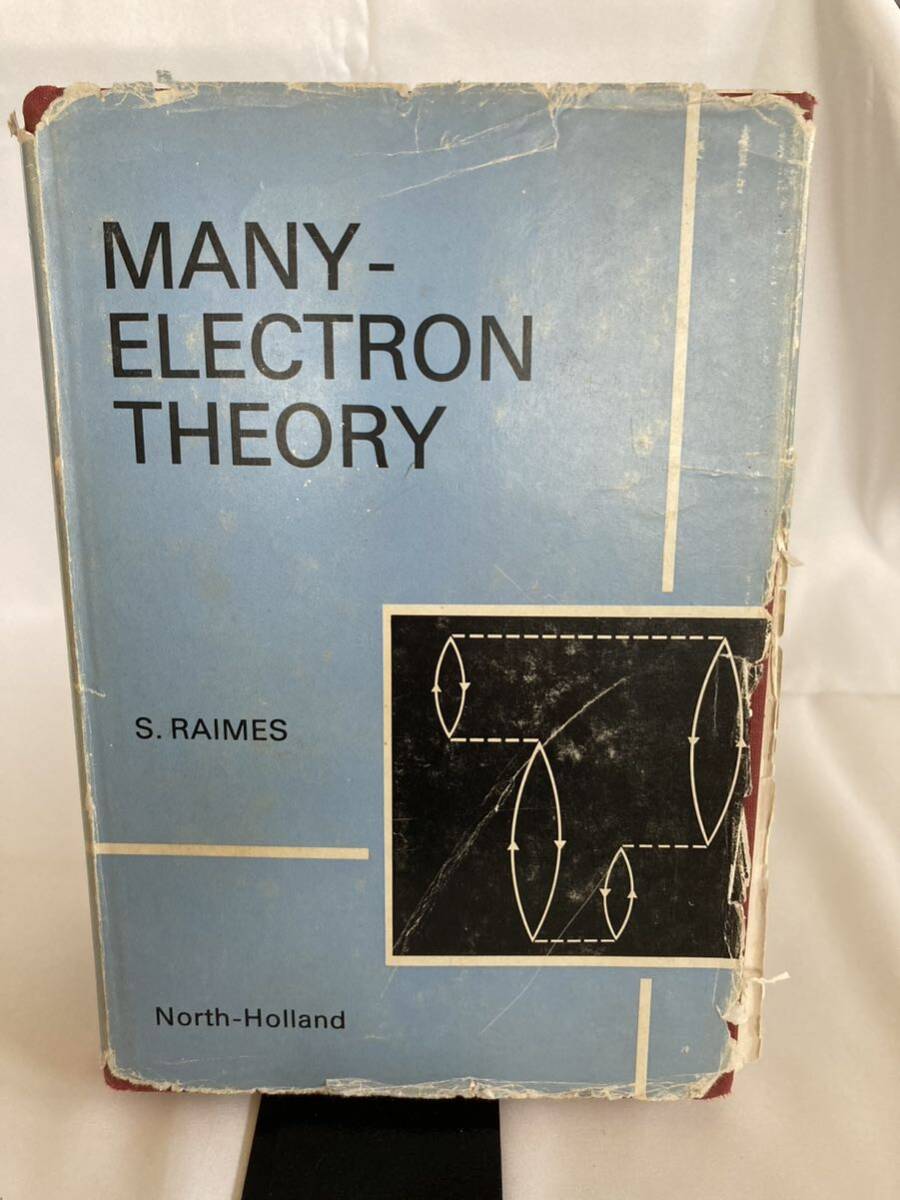 MANY-
ELECTRON
THEORY
S. RAIMES
North-Holland